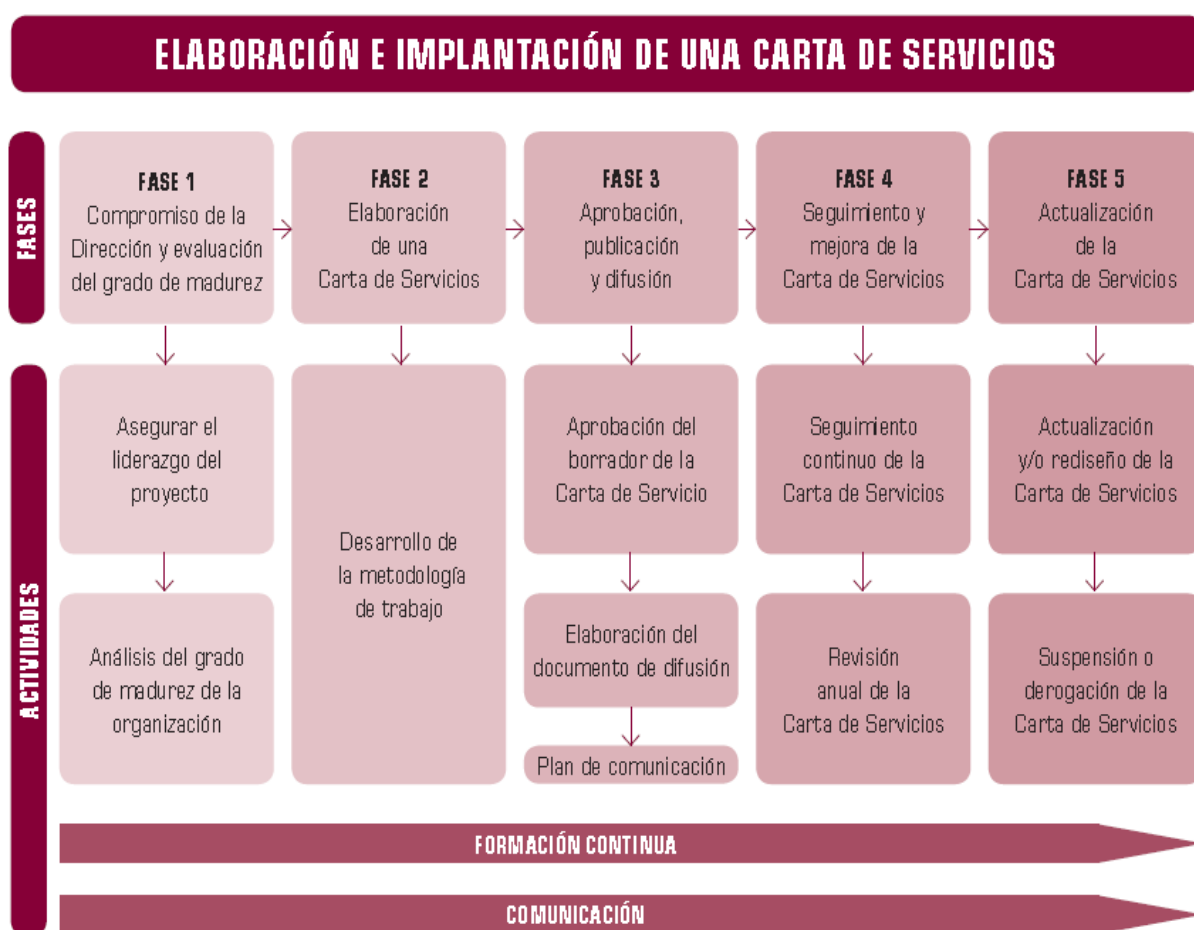 ELABORACIÓN E IMPLANTACIÓN DE UNA CARTA DE SERVICIOS
FASES
FASE 1
Compromiso de la
Dirección y evaluación
del grado de madurez
FASE 2
Elaboración
de una
Carta de Servicios
FASE 3
Aprobación,
publicación
y difusión
FASE 4
Seguimiento y
mejora de la
Carta de Servicios
FASE 5
Actualización
de la
Carta de Servicios
ACTIVIDADES
Asegurar el
liderazgo del
proyecto
Análisis del grado
de madurez de la
organización
Desarrollo de
la metodología
de trabajo
Aprobación del
borrador de la
Carta de Servicio
Elaboración del
documento de difusión
Plan de comunicación
Seguimiento
continuo de la
Carta de Servicios
Revisión
anual de la
Carta de Servicios
Actualización
y/o rediseño de la
Carta de Servicios
Suspensión o
derogación de la
Carta de Servicios
FORMACIÓN CONTINUA
COMUNICACIÓN